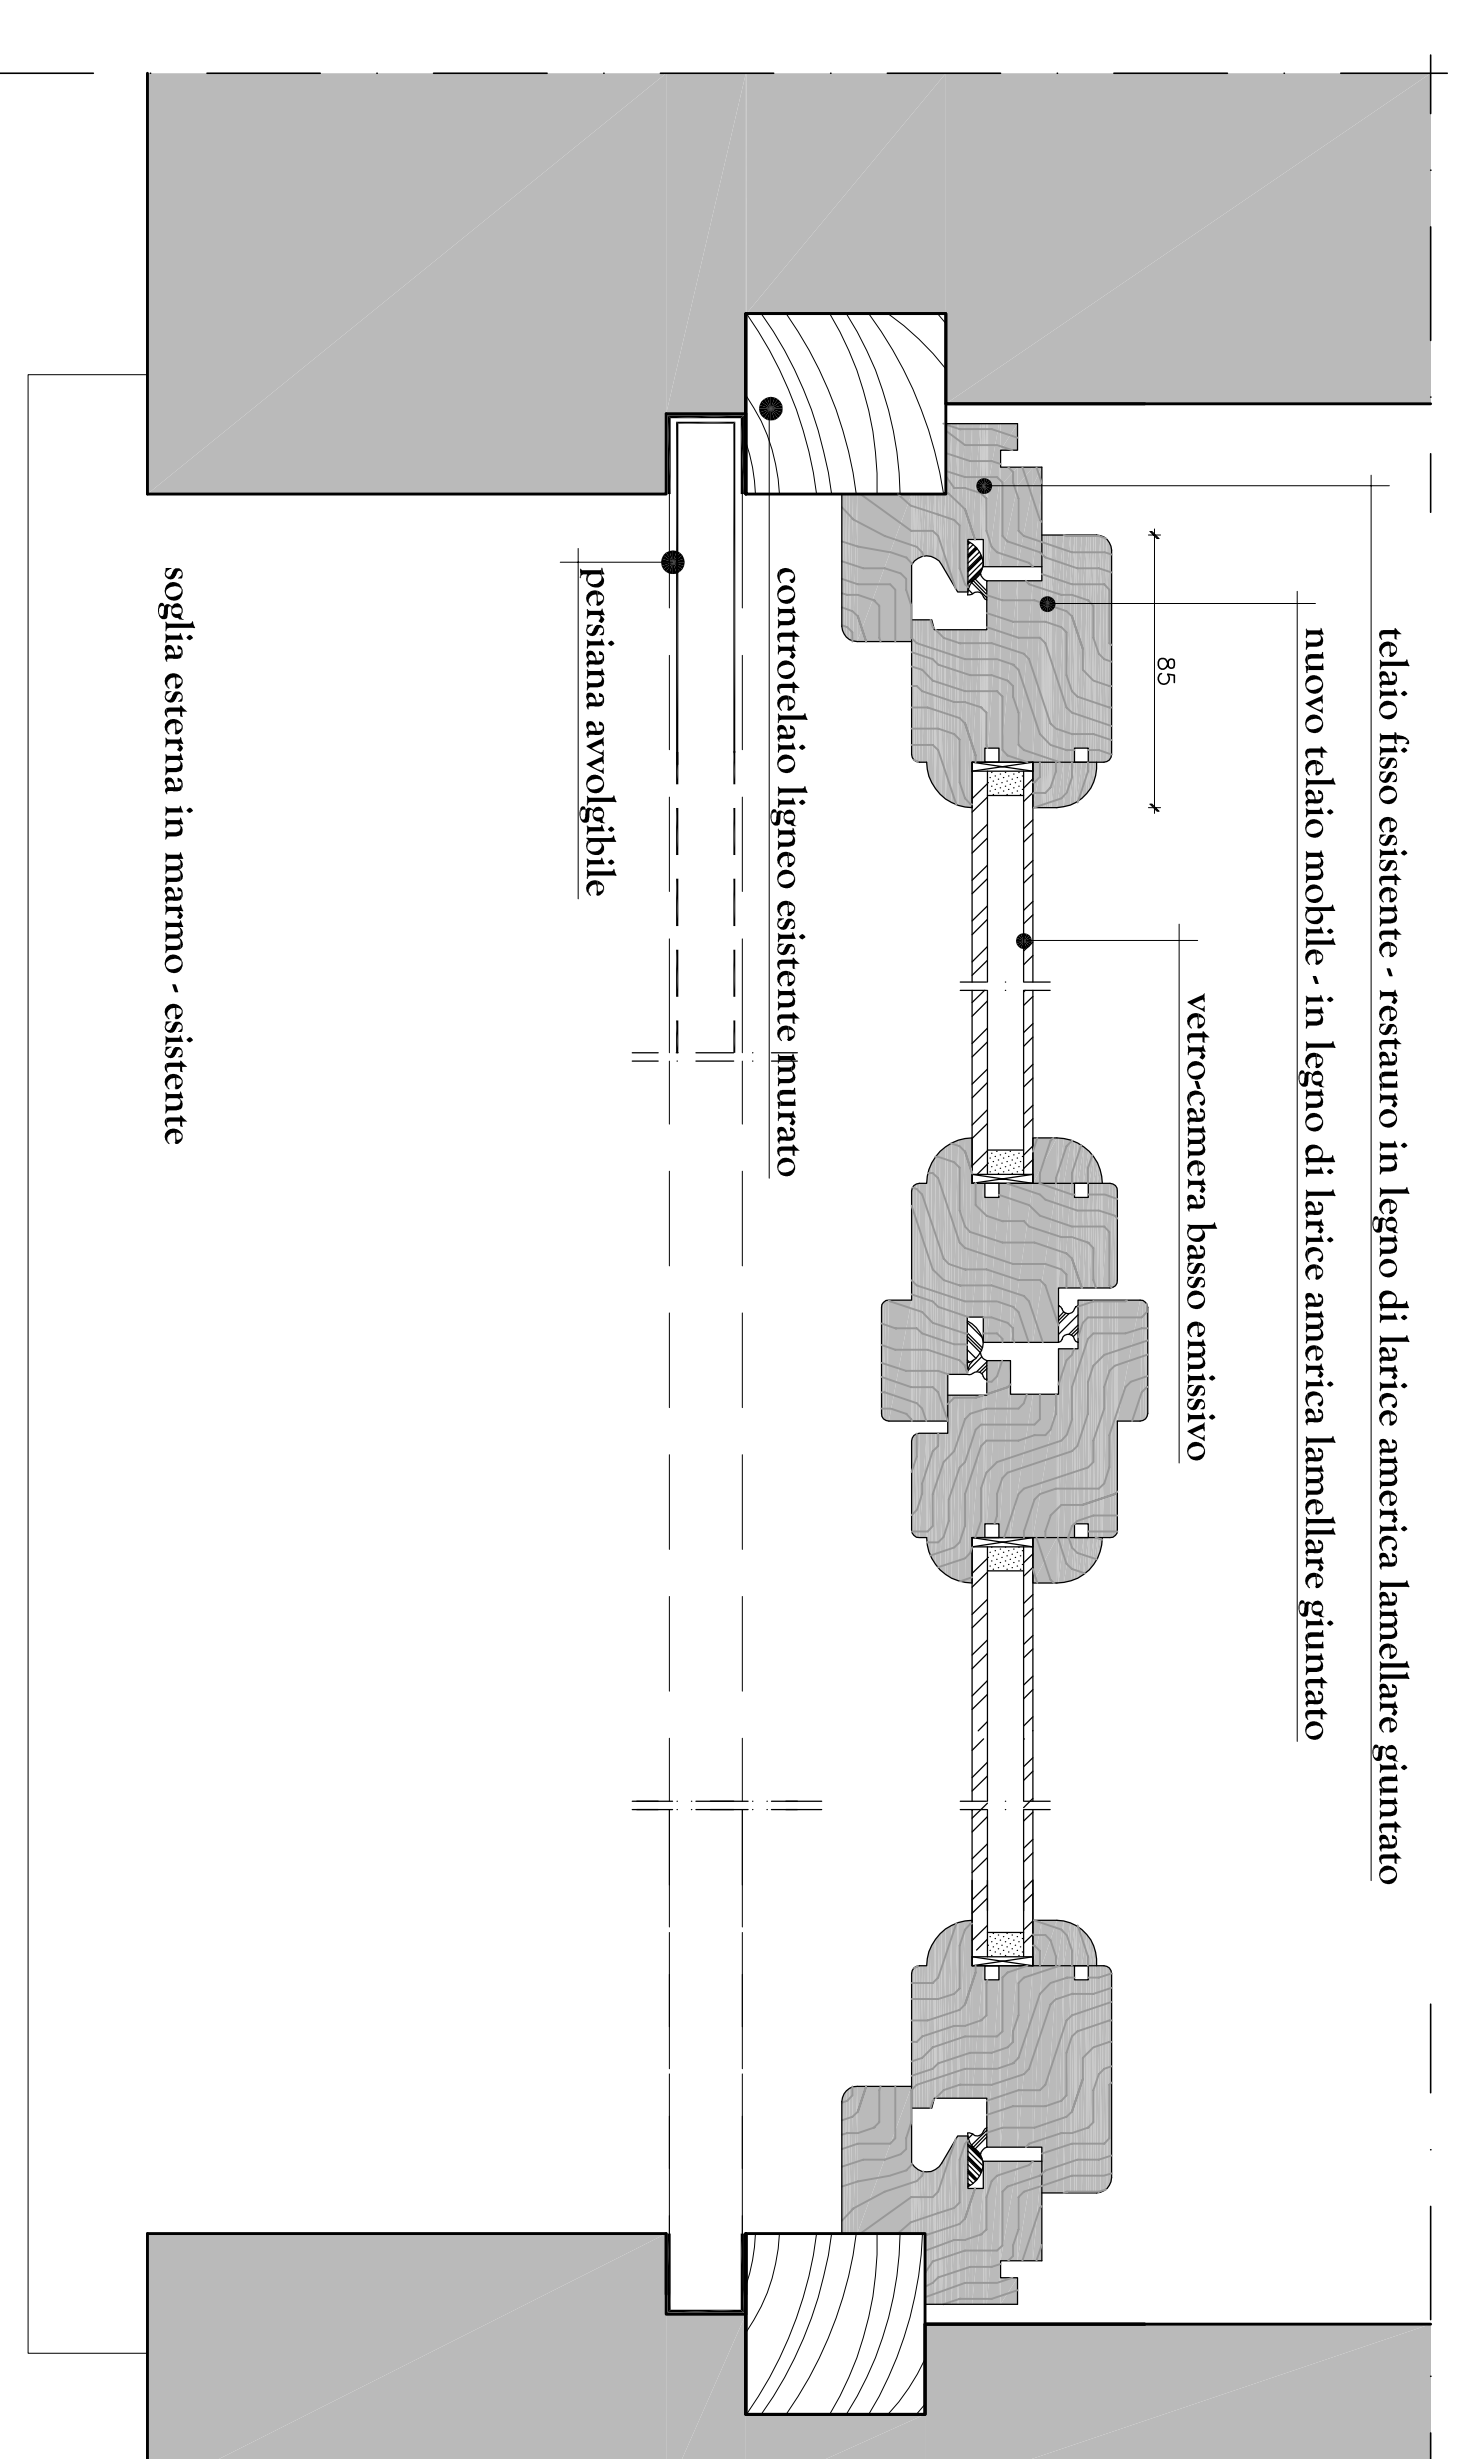 telaio fisso esistente - restauro in legno di larice america lamellare giuntato
nuovo telaio mobile - in legno di larice america lamellare giuntato
vetro-camera basso emissivo
85
controtelaio ligneo esistente murato
persiana avvolgibile
soglia esterna in marmo - esistente